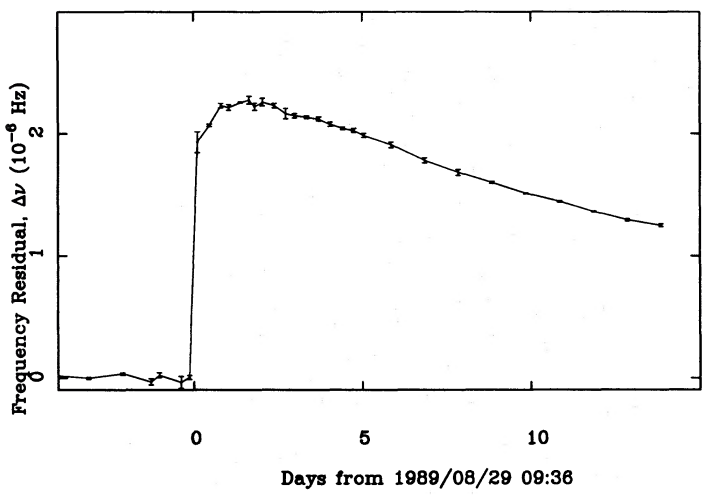 Frequency Residual, Δν (10⁻⁶ Hz)
2
1
0
0 5 10
Days from 1989/08/29 09:36